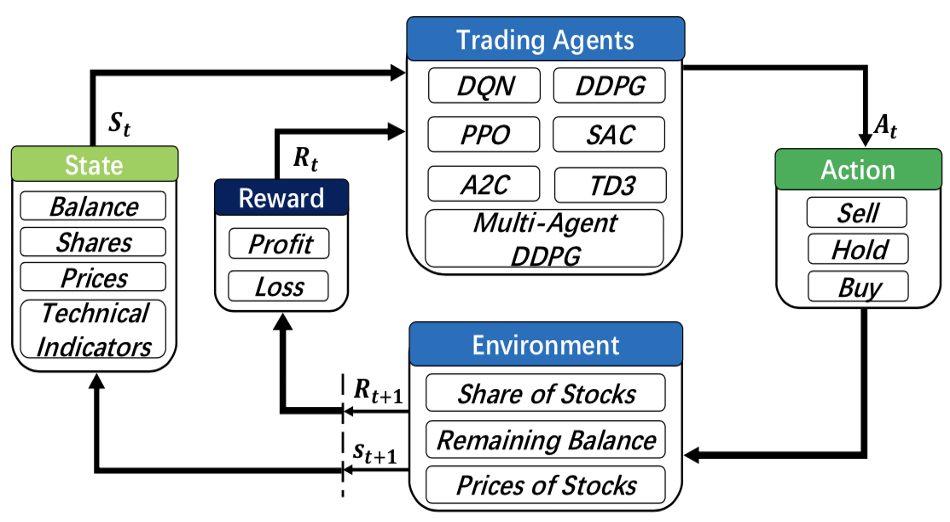 Trading Agents
DQN
DDPG
PPO
SAC
A2C
TD3
Multi-Agent
DDPG
S_t
R_t
A_t
State
Balance
Shares
Prices
Technical
Indicators
Reward
Profit
Loss
Action
Sell
Hold
Buy
Environment
Share of Stocks
Remaining Balance
Prices of Stocks
R_{t+1}
s_{t+1}